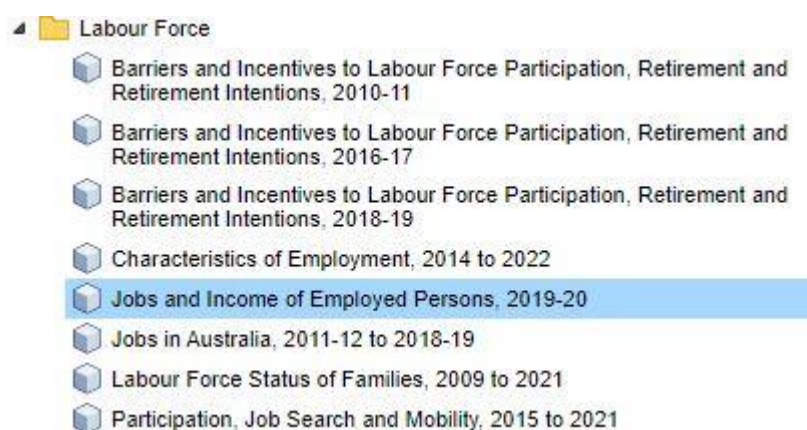 Labour Force
Barriers and Incentives to Labour Force Participation, Retirement and
Retirement Intentions, 2010-11
Barriers and Incentives to Labour Force Participation, Retirement and
Retirement Intentions, 2016-17
Barriers and Incentives to Labour Force Participation, Retirement and
Retirement Intentions, 2018-19
Characteristics of Employment, 2014 to 2022
Jobs and Income of Employed Persons, 2019-20
Jobs in Australia, 2011-12 to 2018-19
Labour Force Status of Families, 2009 to 2021
Participation, Job Search and Mobility, 2015 to 2021